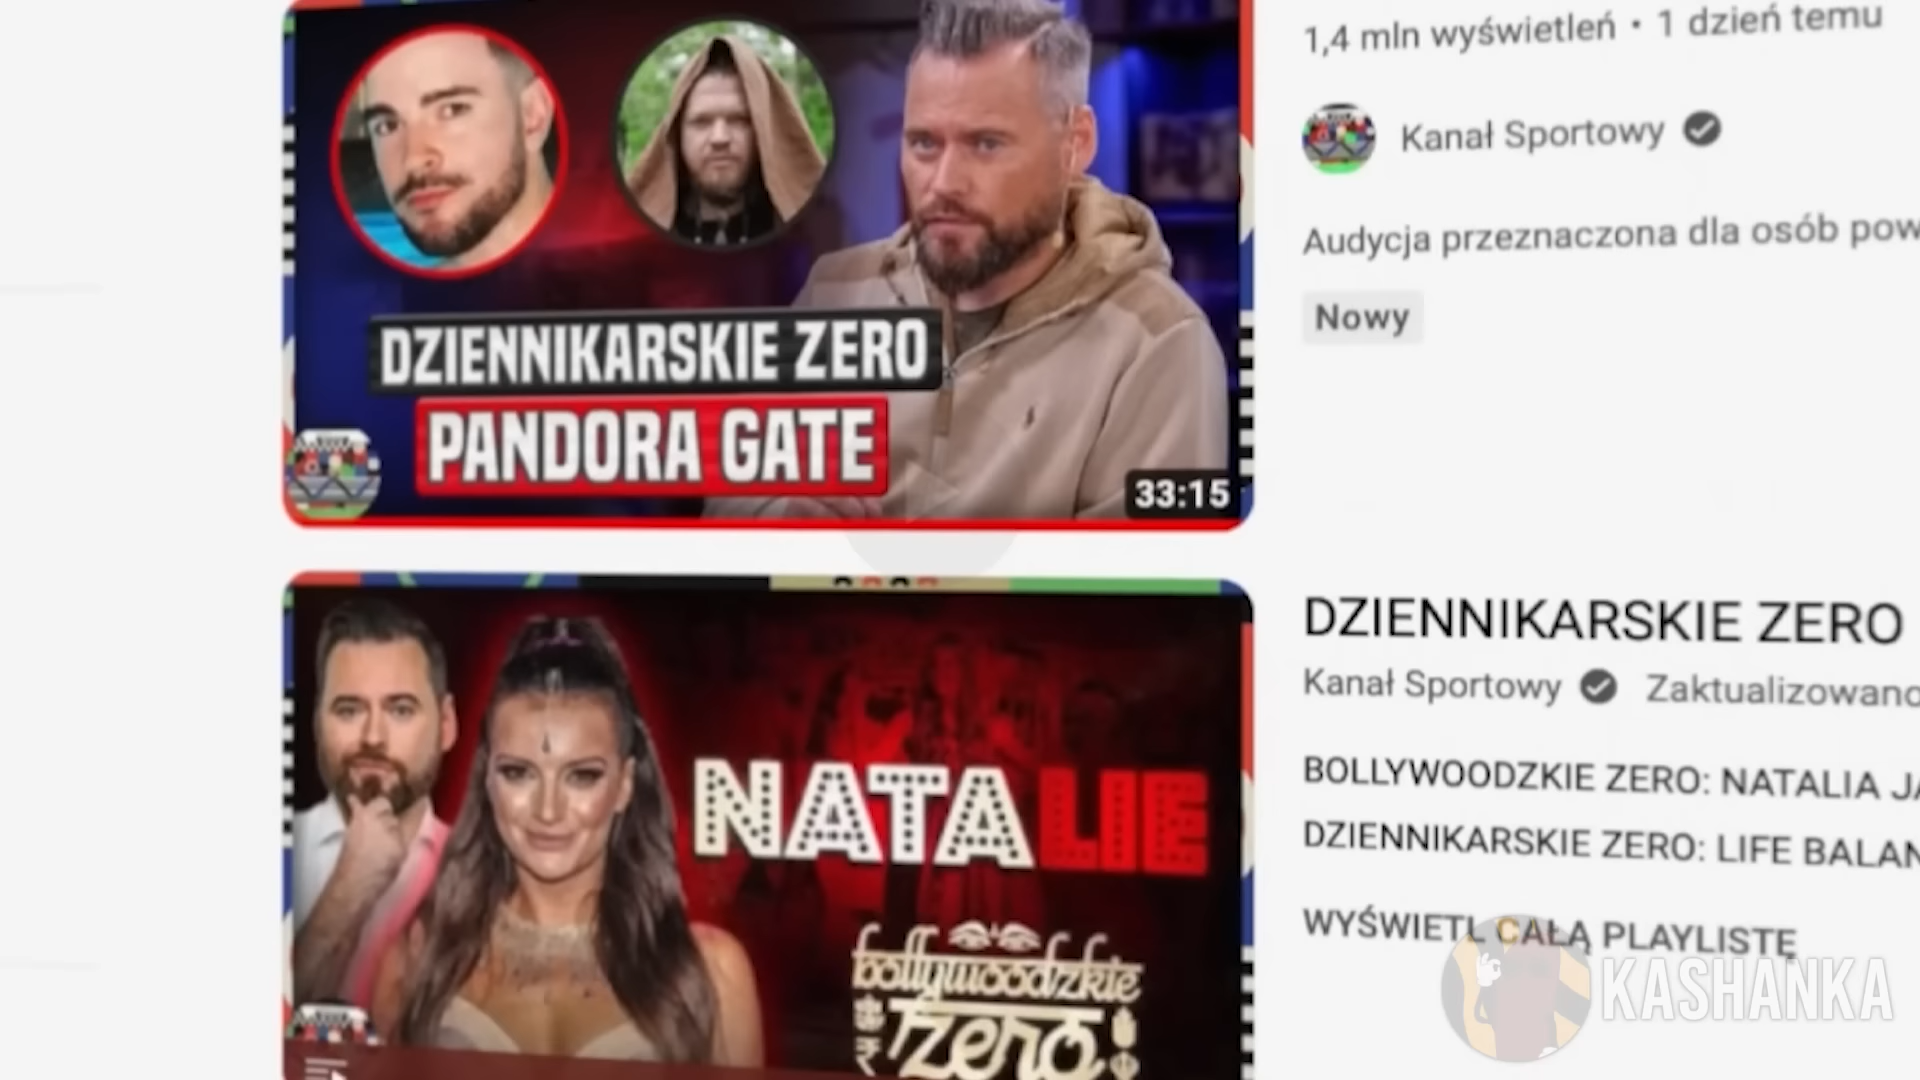 1,4 mln wyświetleń • 1 dzień temu
Kanał Sportowy
Audycja przeznaczona dla osób pow
Nowy
DZIENNIKARSKIE ZERO
PANDORA GATE
33:15
DZIENNIKARSKIE ZERO
Kanał Sportowy Zaktualizowano
BOLLYWOODZKIE ZERO: NATALIA JA
DZIENNIKARSKIE ZERO: LIFE BALAN
WYŚWIETL CAŁĄ PLAYLISTĘ
NATALIE
bollywoodzkie
zero
KASHANKA